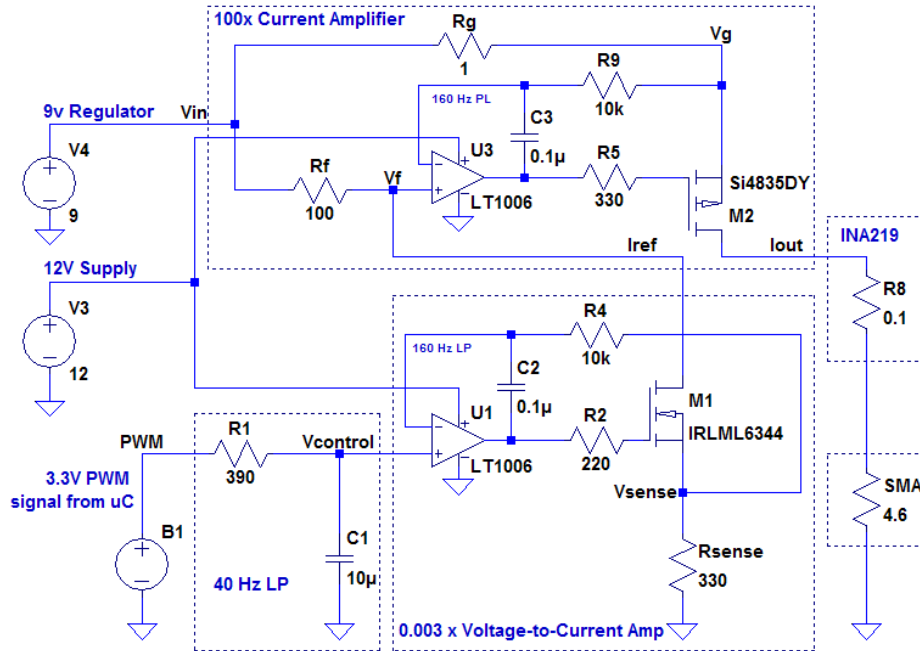 100x Current Amplifier
Rg
1
Vg
R9
10k
9v Regulator
Vin
160 Hz PL
C3
0.1µ
V4
9
U3
R5
330
Si4835DY
Rf
100
Vf
LT1006
M2
Iref
Iout
INA219
12V Supply
R8
0.1
V3
12
R4
10k
160 Hz LP
C2
0.1µ
M1
U1
R2
220
IRLML6344
PWM
R1
390
Vcontrol
LT1006
3.3V PWM
signal from uC
Vsense
SMA
4.6
B1
C1
10µ
Rsense
330
40 Hz LP
0.003 x Voltage-to-Current Amp